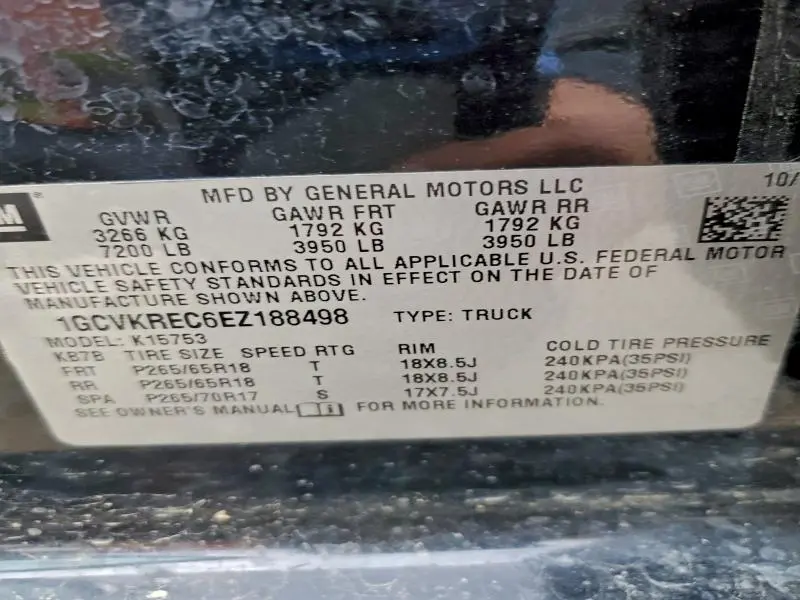 10/
MFD BY GENERAL MOTORS LLC
M ®
GVWR GAWR FRT GAWR RR
3266 KG 1792 KG 1792 KG
7200 LB 3950 LB 3950 LB
THIS VEHICLE CONFORMS TO ALL APPLICABLE U.S. FEDERAL MOTOR
VEHICLE SAFETY STANDARDS IN EFFECT ON THE DATE OF
MANUFACTURE SHOWN ABOVE.
1GCVKREC6EZ188498 TYPE: TRUCK
MODEL: K15753
KB7B TIRE SIZE SPEED RTG RIM COLD TIRE PRESSURE
FRT P265/65R18 T 18X8.5J 240KPA(35PSI)
RR P265/65R18 T 18X8.5J 240KPA(35PSI)
SPA P265/70R17 S 17X7.5J 240KPA(35PSI)
SEE OWNER'S MANUAL FOR MORE INFORMATION.